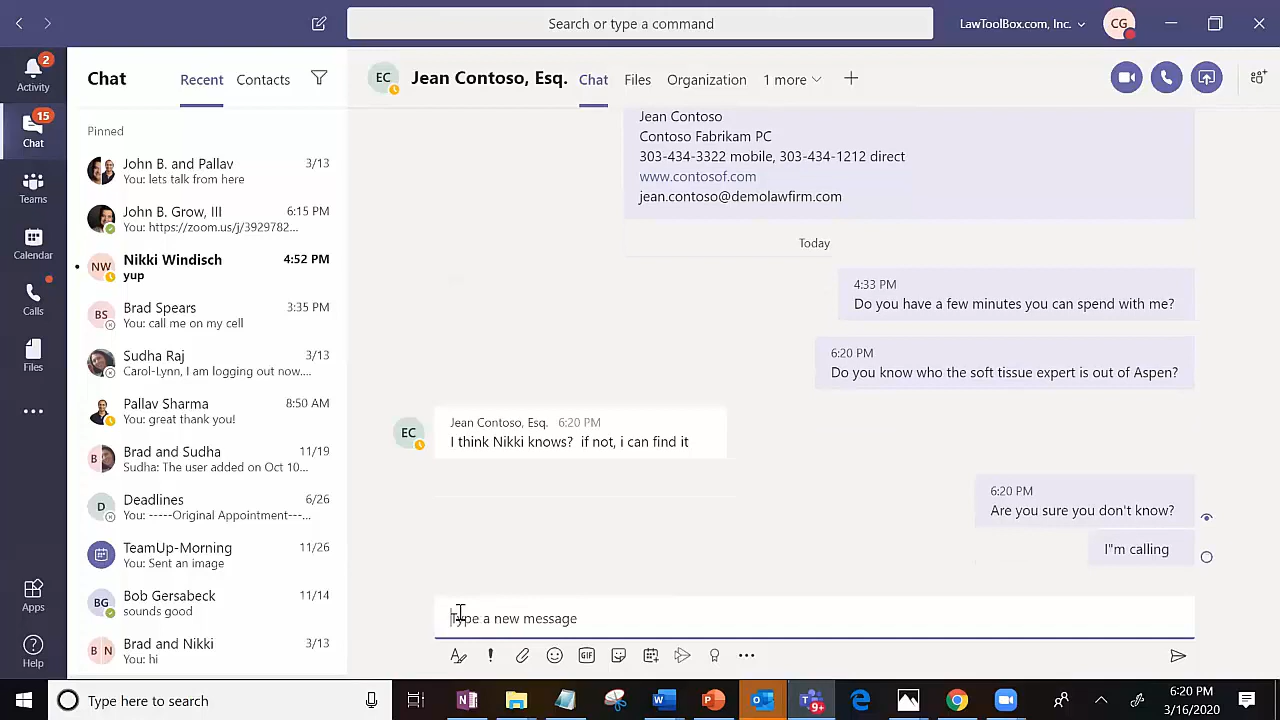 Search or type a command
LawToolBox.com, Inc.
CG
2
Activity
15
Chat
Teams
Calendar
Calls
Files
Apps
Help
Chat
Recent
Contacts
Pinned
John B. and Pallav 3/13
You: lets talk from here
John B. Grow, III 6:15 PM
You: https://zoom.us/j/3929782...
NW
Nikki Windisch 4:52 PM
yup
BS
Brad Spears 3:35 PM
You: call me on my cell
Sudha Raj 3/13
Carol-Lynn, I am logging out now....
Pallav Sharma 8:50 AM
You: great thank you!
B
Brad and Sudha 11/19
Sudha: The user added on Oct 10...
D
Deadlines 6/26
You: -----Original Appointment---...
TeamUp-Morning 11/26
You: Sent an image
BG
Bob Gersabeck 11/14
sounds good
B N
Brad and Nikki 3/13
You: hi
EC
Jean Contoso, Esq.
Chat
Files
Organization
1 more
Jean Contoso
Contoso Fabrikam PC
303-434-3322 mobile, 303-434-1212 direct
www.contosof.com
jean.contoso@demolawfirm.com
Today
4:33 PM
Do you have a few minutes you can spend with me?
6:20 PM
Do you know who the soft tissue expert is out of Aspen?
EC
Jean Contoso, Esq. 6:20 PM
I think Nikki knows?  if not, i can find it
6:20 PM
Are you sure you don't know?
I"m calling
Type a new message
GIF
Type here to search
9+
6:20 PM
3/16/2020